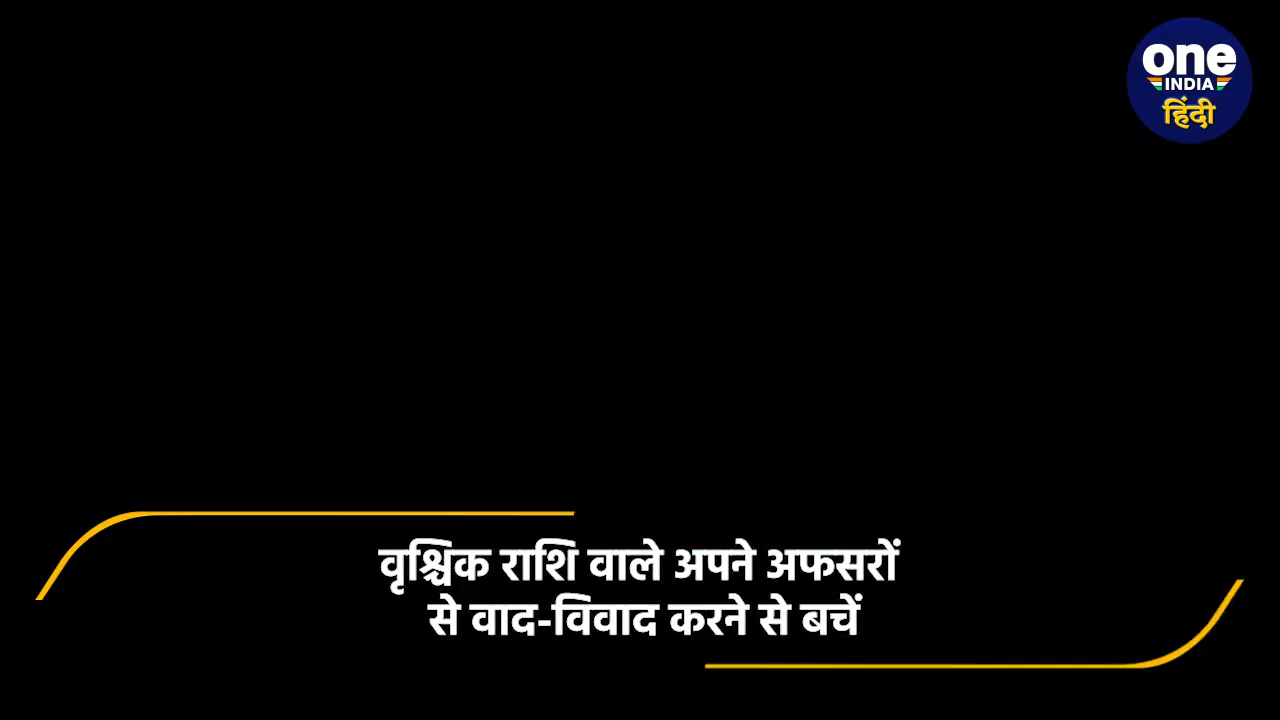 one
INDIA
हिंदी
वृश्चिक राशि वाले अपने अफसरों
से वाद-विवाद करने से बचें